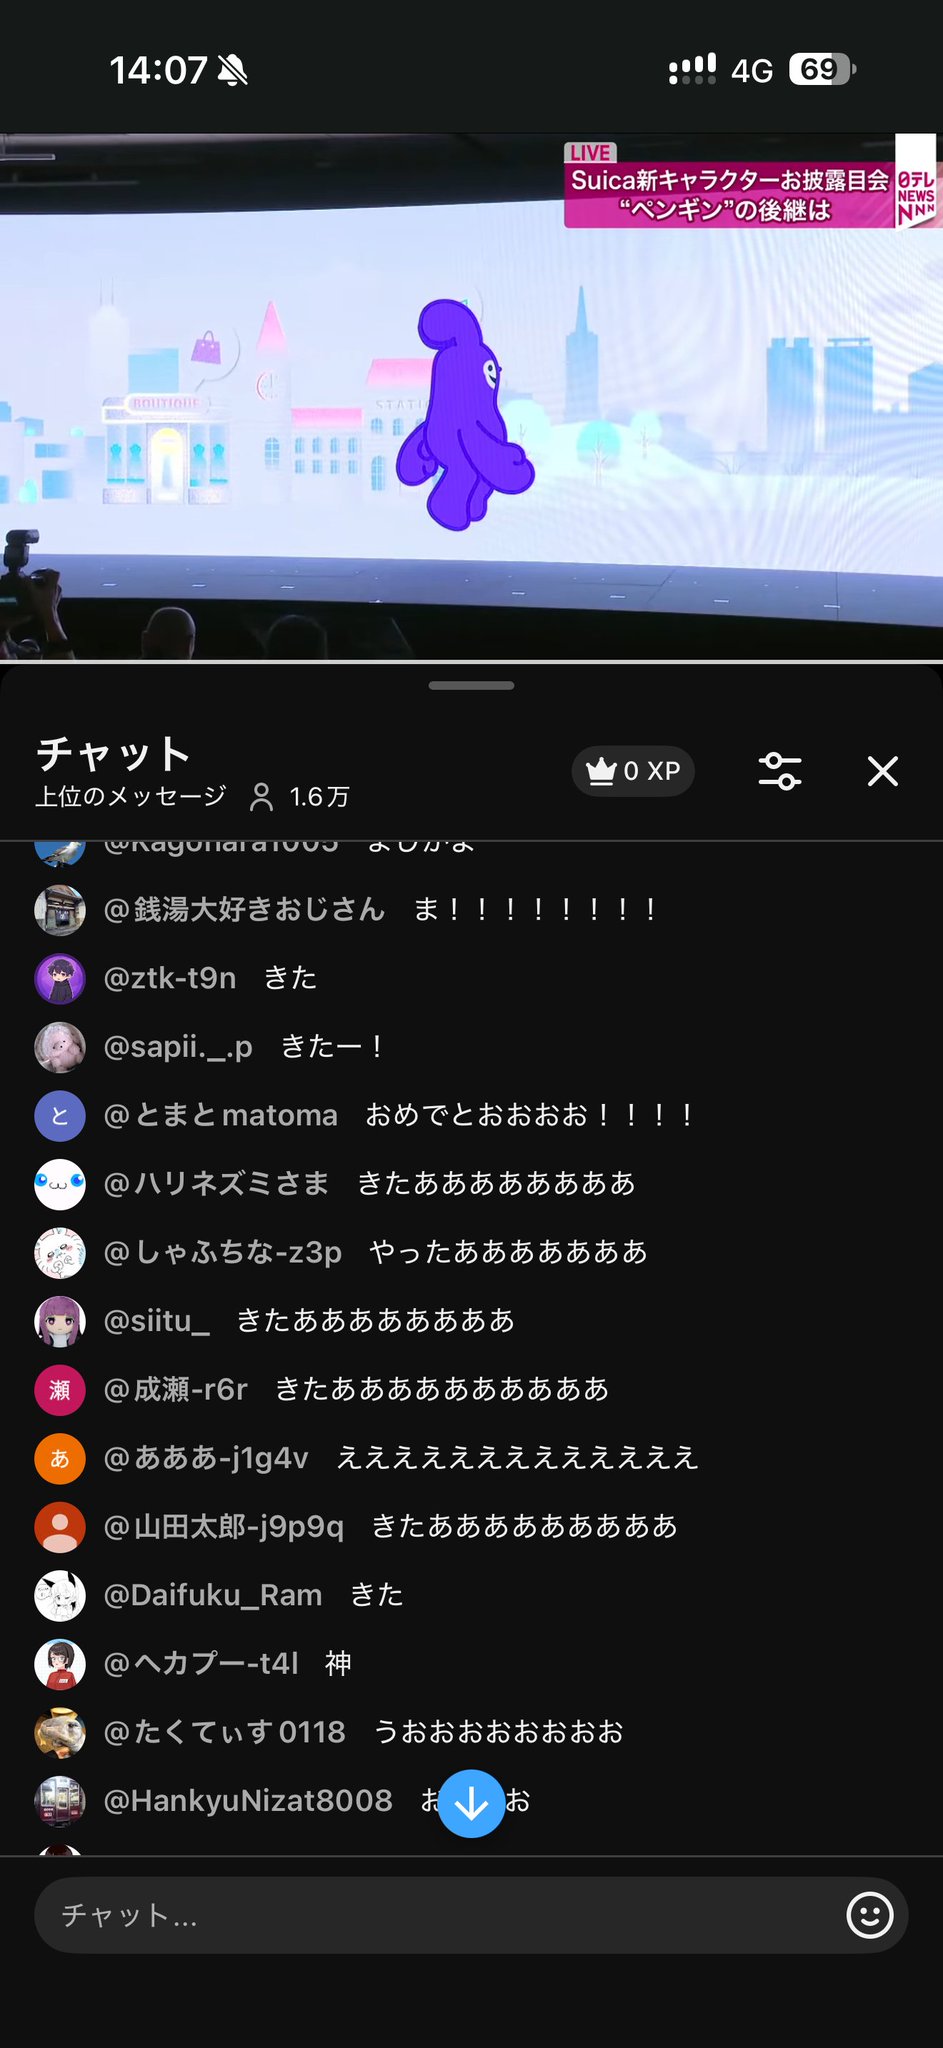 14:07
4G
69
LIVE
Suica新キャラクターお披露目会
“ペンギン”の後継は
日テレ
NEWS
NNN
BOUTIQUE
チャット
上位のメッセージ 1.6万
0 XP
@Kagohara1005 まじかよ
@銭湯大好きおじさん ま！！！！！！！！
@ztk-t9n きた
@sapii._.p きたー！
と
@とまとmatoma おめでとおおおお！！！！
@ハリネズミさま きたああああああああ
@しゃふちな-z3p やったあああああああ
@siitu_ きたああああああああ
瀬
@成瀬-r6r きたああああああああああ
あ
@あああ-j1g4v えええええええええええええ
@山田太郎-j9p9q きたあああああああああ
@Daifuku_Ram きた
@ヘカプー-t4l 神
@たくてぃす0118 うおおおおおおおお
@HankyuNizat8008 お お
チャット...